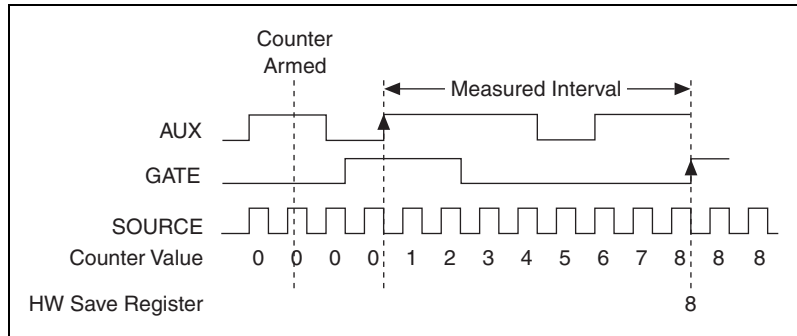 Counter
Armed
Measured Interval
AUX
GATE
SOURCE
Counter Value 0 0 0 0 1 2 3 4 5 6 7 8 8 8
HW Save Register 8